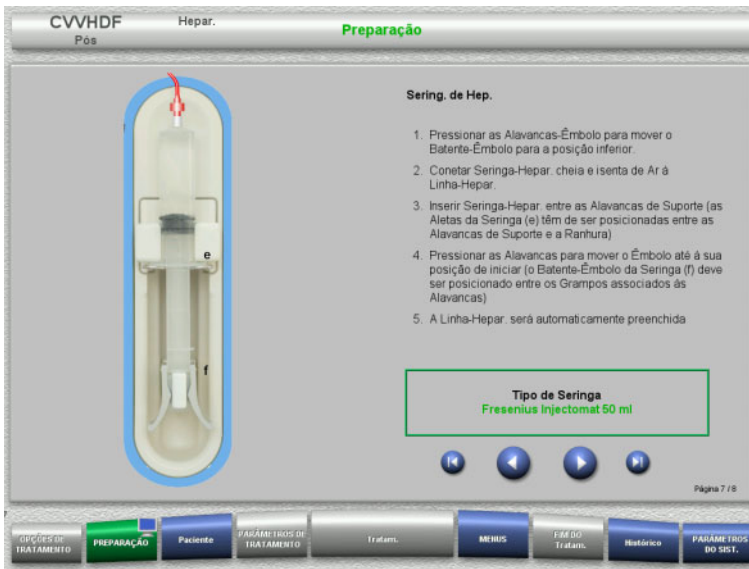 CVVHDF Hepar.
Pós
Preparação
Sering. de Hep.
1. Pressionar as Alavancas-Êmbolo para mover o
Batente-Êmbolo para a posição inferior.
2. Conetar Seringa-Hepar. cheia e isenta de Ar à
Linha-Hepar.
3. Inserir Seringa-Hepar. entre as Alavancas de Suporte (as
Aletas da Seringa (e) têm de ser posicionadas entre as
Alavancas de Suporte e a Ranhura)
4. Pressionar as Alavancas para mover o Êmbolo até á sua
posição de iniciar (o Batente-Êmbolo da Seringa (f) deve
ser posicionado entre os Grampos associados ás
Alavancas)
5. A Linha-Hepar. será automaticamente preenchida
e
f
Tipo de Seringa
Fresenius Injectomat 50 ml
Página 7 / 8
OPÇÕES DE
TRATAMENTO
PREPARAÇÃO
Paciente
PARÂMETROS DE
TRATAMENTO
Tratam.
MENUS
FIM DO
Tratam.
Histórico
PARÂMETROS
DO SIST.